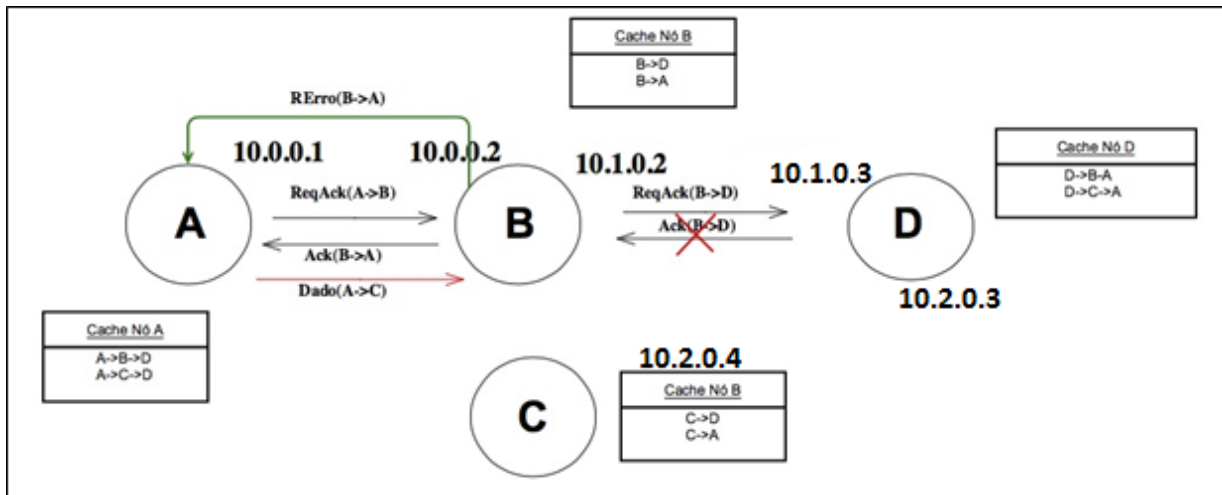 Cache Nó B
B->D
B->A
RErro(B->A)
10.0.0.1
10.0.0.2
10.1.0.2
10.1.0.3
Cache Nó D
D->B-A
D->C->A
A
ReqAck(A->B)
B
ReqAck(B->D)
D
Ack(B->A)
Ack(B->D)
Dado(A->C)
10.2.0.3
Cache Nó A
A->B->D
A->C->D
10.2.0.4
C
Cache Nó B
C->D
C->A